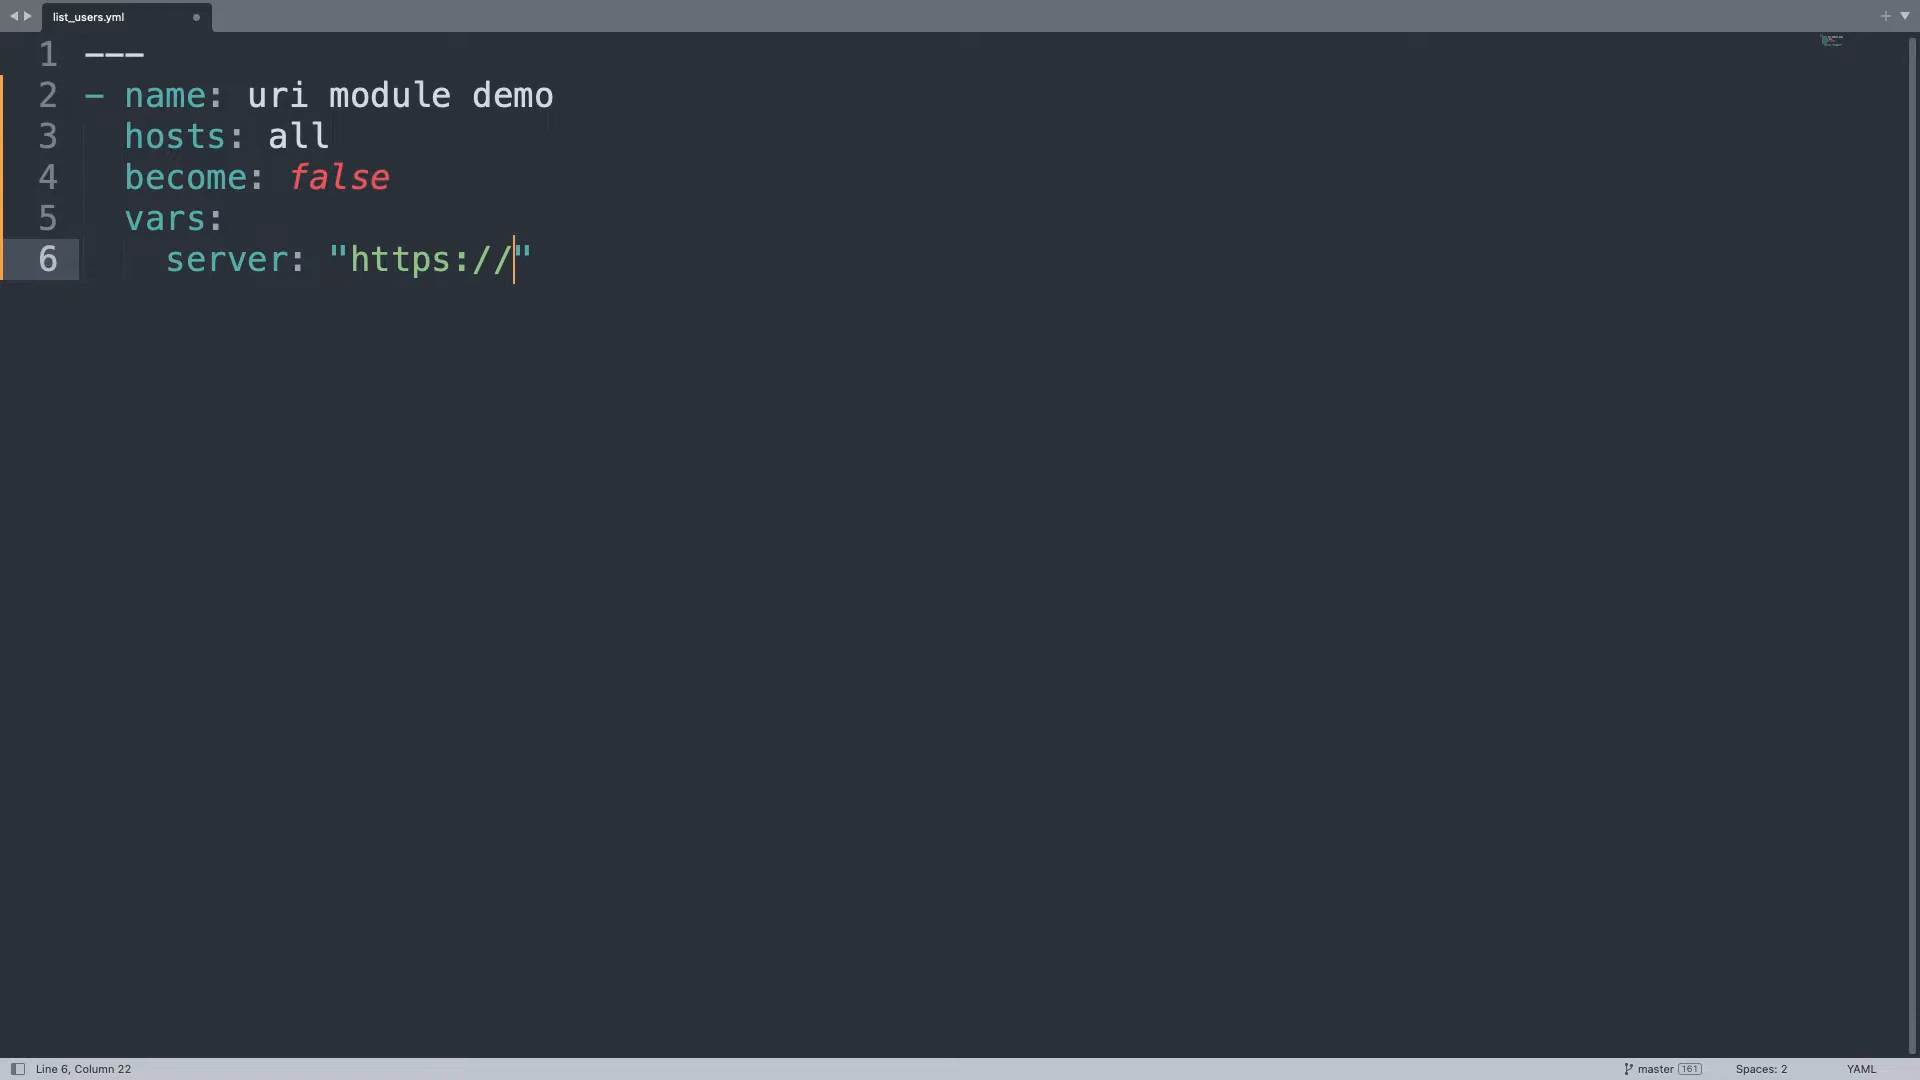 list_users.yml
1 ---
2 - name: uri module demo
3 hosts: all
4 become: false
5 vars:
6 server: "https://"
Line 6, Column 22
master 161
Spaces: 2
YAML